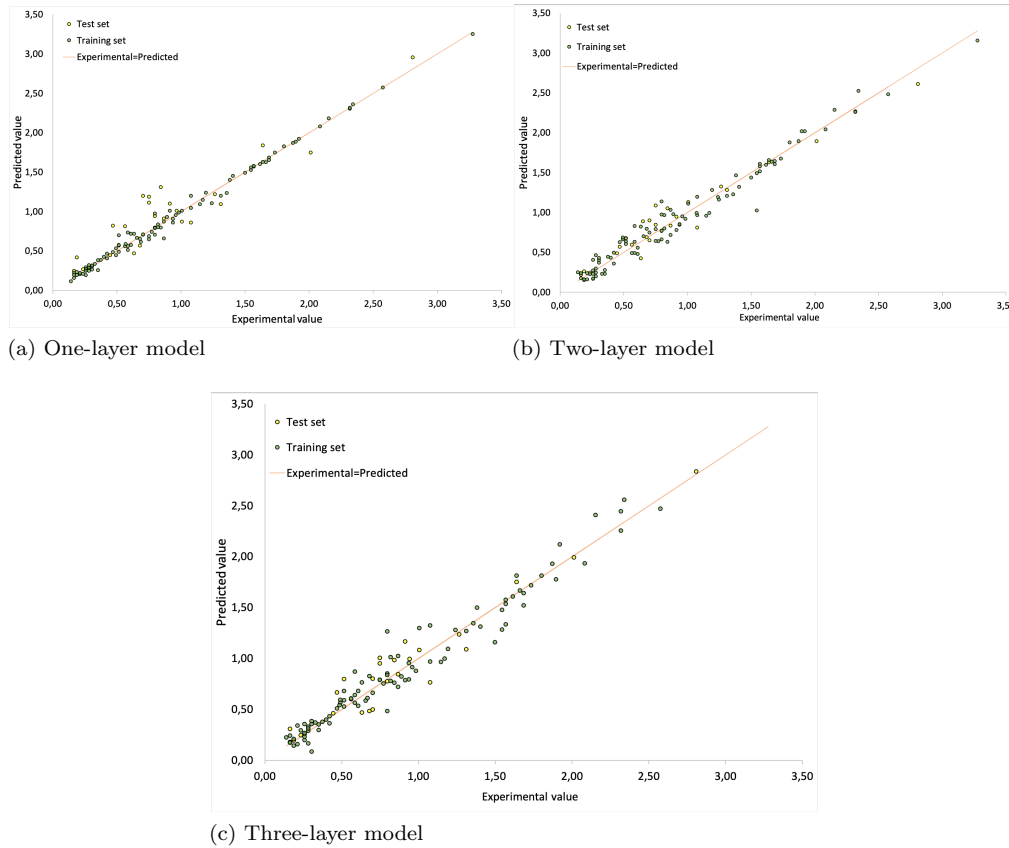 3,50
Test set
Training set
Experimental=Predicted
3,00
2,50
2,00
1,50
1,00
0,50
0,00
Predicted value
0,00 0,50 1,00 1,50 2,00 2,50 3,00 3,50
Experimental value
(a) One-layer model
3,50
Test set
Training set
Experimental=Predicted
3,00
2,50
2,00
1,50
1,00
0,50
0,00
Predicted value
0,00 0,50 1,00 1,50 2,00 2,50 3,00 3,50
Experimental value
(b) Two-layer model
3,50
Test set
Training set
Experimental=Predicted
3,00
2,50
2,00
1,50
1,00
0,50
0,00
Predicted value
0,00 0,50 1,00 1,50 2,00 2,50 3,00 3,50
Experimental value
(c) Three-layer model